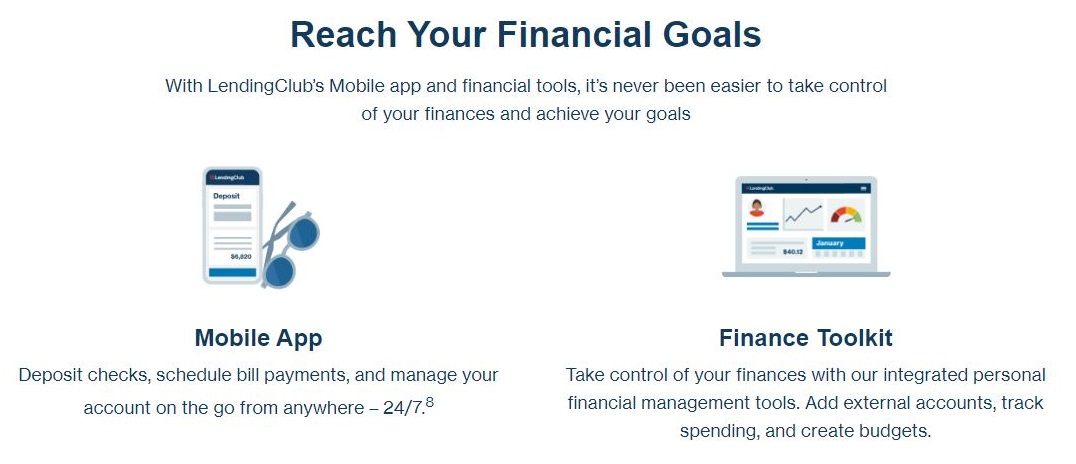 Reach Your Financial Goals
With LendingClub's Mobile app and financial tools, it's never been easier to take control
of your finances and achieve your goals
LendingClub
Deposit
$6,820
LendingClub
January
$40.12
Mobile App
Deposit checks, schedule bill payments, and manage your
account on the go from anywhere – 24/7.8
Finance Toolkit
Take control of your finances with our integrated personal
financial management tools. Add external accounts, track
spending, and create budgets.